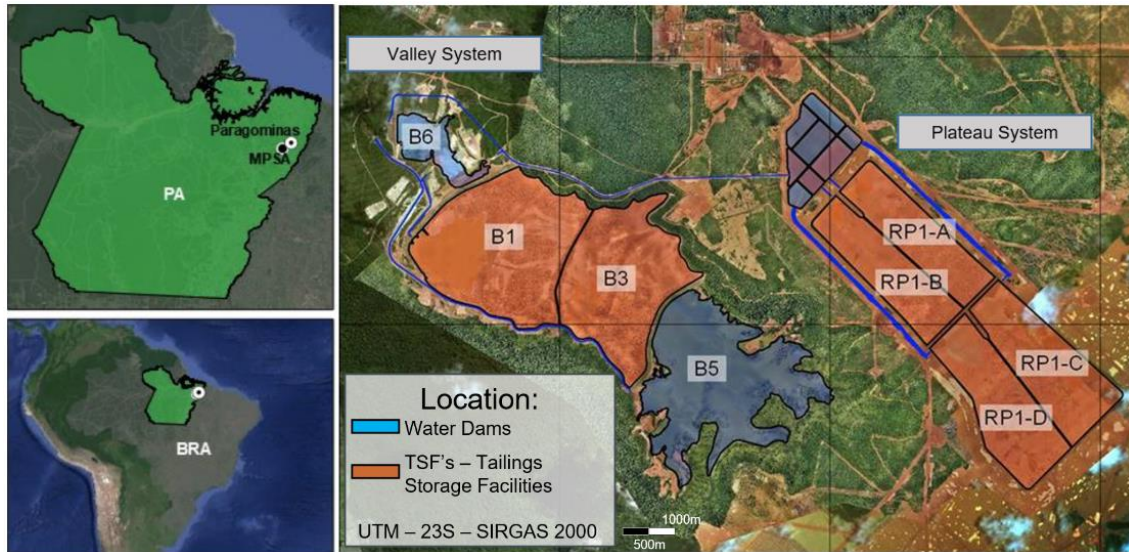 Paragominas
MPSA
PA
BRA
Valley System
Plateau System
B6
B1
B3
B5
RP1-A
RP1-B
RP1-C
RP1-D
Location:
Water Dams
TSF's – Tailings
Storage Facilities
UTM – 23S – SIRGAS 2000
1000m
500m